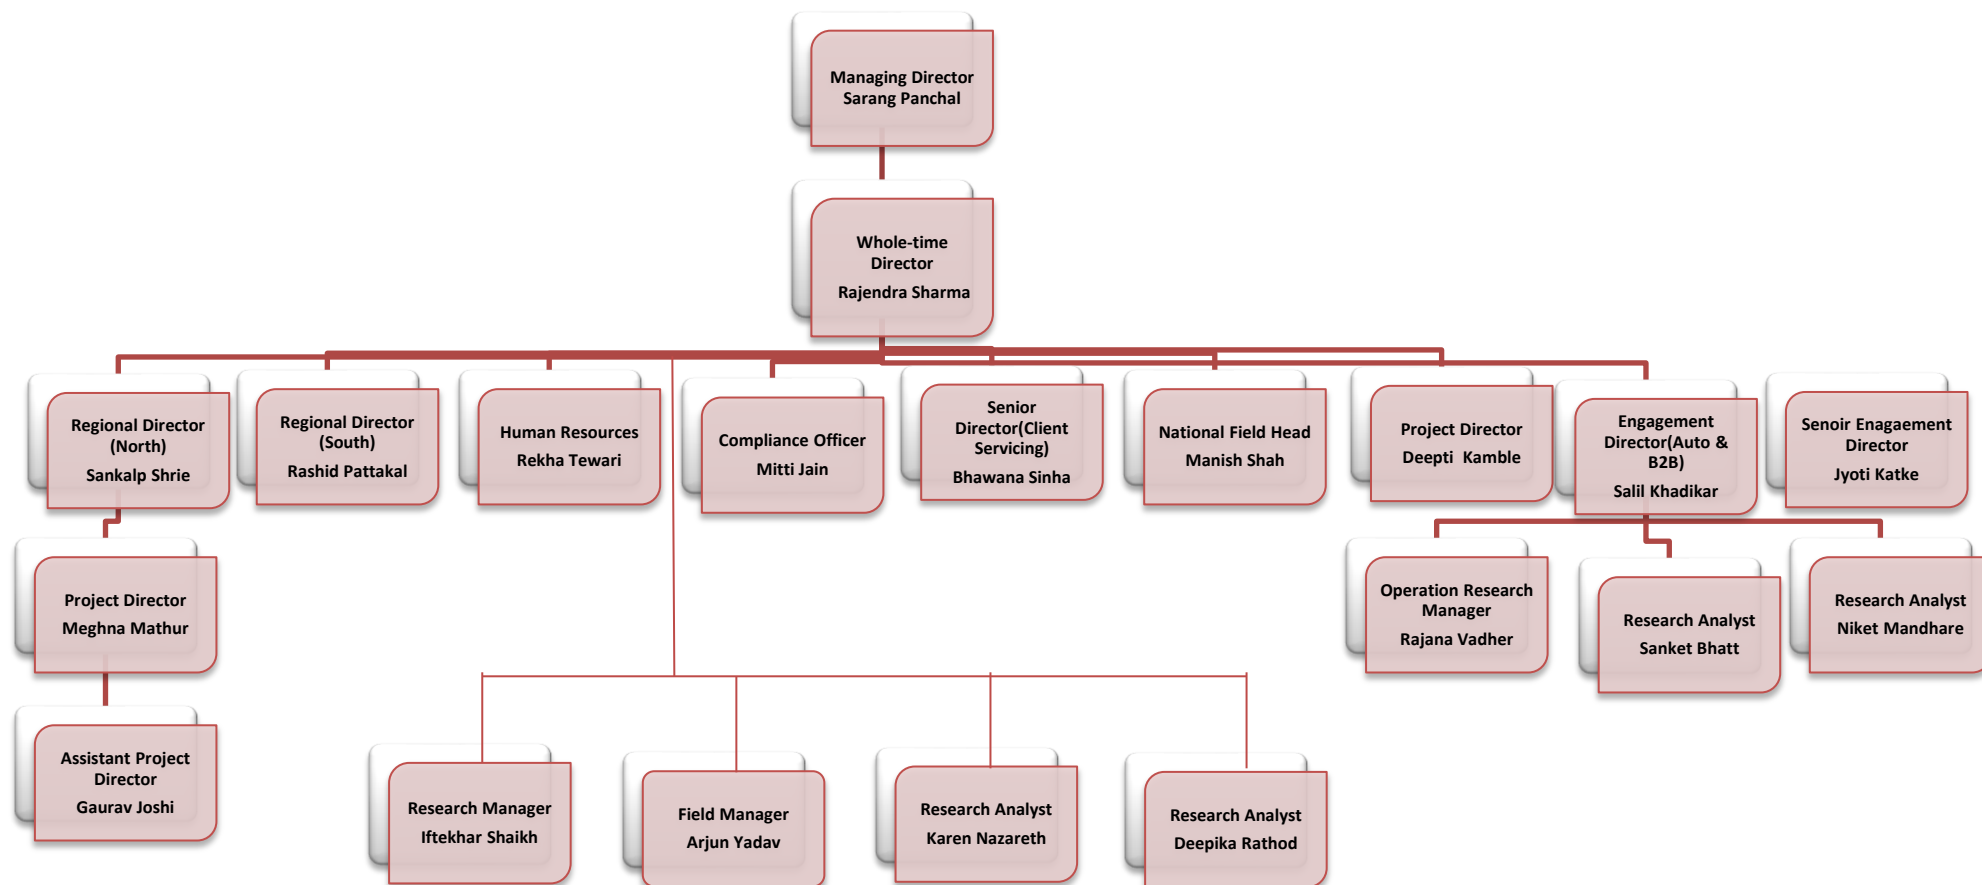 Managing Director
Sarang Panchal
Whole-time
Director
Rajendra Sharma
Regional Director
(North)
Sankalp Shrie
Regional Director
(South)
Rashid Pattakal
Human Resources
Rekha Tewari
Compliance Officer
Mitti Jain
Senior
Director(Client
Servicing)
Bhawana Sinha
National Field Head
Manish Shah
Project Director
Deepti Kamble
Engagement
Director(Auto &
B2B)
Salil Khadikar
Senoir Enagaement
Director
Jyoti Katke
Project Director
Meghna Mathur
Operation Research
Manager
Rajana Vadher
Research Analyst
Sanket Bhatt
Research Analyst
Niket Mandhare
Assistant Project
Director
Gaurav Joshi
Research Manager
Iftekhar Shaikh
Field Manager
Arjun Yadav
Research Analyst
Karen Nazareth
Research Analyst
Deepika Rathod